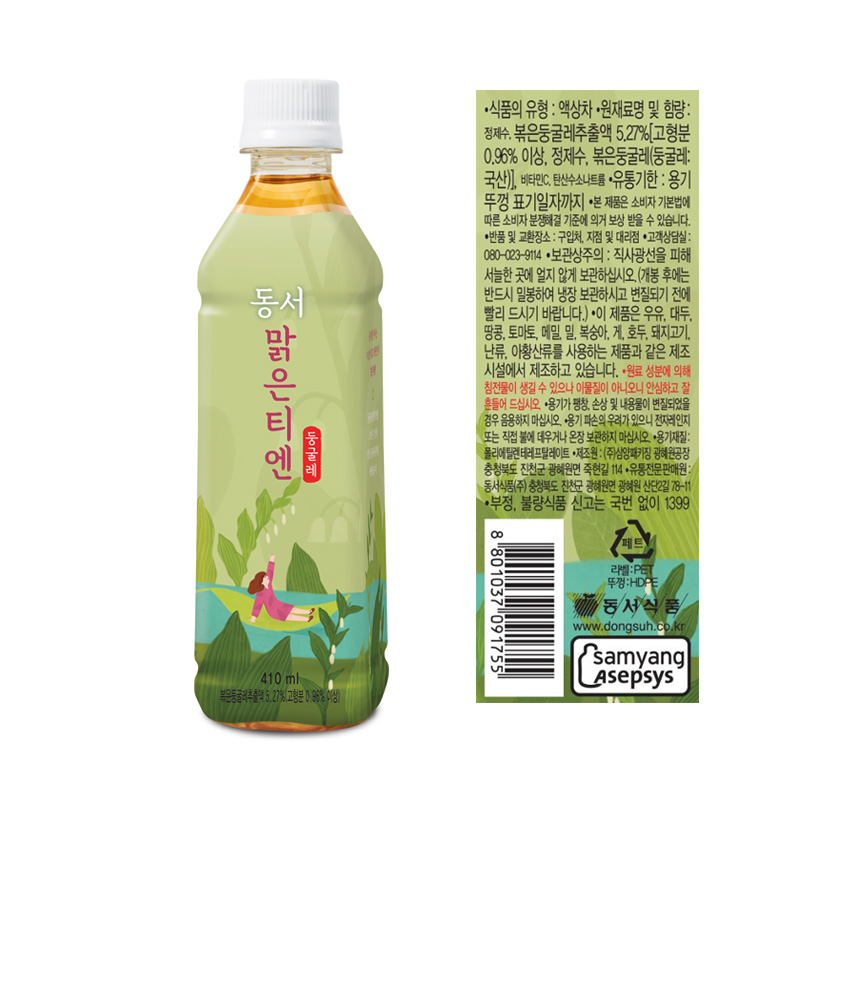 동서
맑은티엔
둥굴레
410 ml
볶은둥굴레추출액 5.27%(고형분 0.96% 이상)
•식품의 유형 : 액상차 •원재료명 및 함량 :
정제수, 볶은둥굴레추출액 5.27%[고형분
0.96% 이상, 정제수, 볶은둥굴레(둥굴레:
국산)], 비타민C, 탄산수소나트륨 •유통기한 : 용기
뚜껑 표기일자까지 •본 제품은 소비자 기본법에
따른 소비자 분쟁해결 기준에 의거 보상 받을 수 있습니다.
•반품 및 교환장소 : 구입처, 지점 및 대리점 •고객상담실 :
080-023-9114 •보관상주의 : 직사광선을 피해
서늘한 곳에 얼지 않게 보관하십시오.(개봉 후에는
반드시 밀봉하여 냉장 보관하시고 변질되기 전에
빨리 드시기 바랍니다.) •이 제품은 우유, 대두,
땅콩, 토마토, 메밀, 밀, 복숭아, 게, 호두, 돼지고기,
난류, 아황산류를 사용하는 제품과 같은 제조
시설에서 제조하고 있습니다. •원료 성분에 의해
침전물이 생길 수 있으나 이물질이 아니오니 안심하고 잘
흔들어 드십시오. •용기가 팽창, 손상 및 내용물이 변질되었을
경우 음용하지 마십시오. •용기 파손의 우려가 있으니 전자레인지
또는 직접 불에 데우거나 온장 보관하지 마십시오. •용기재질 :
폴리에틸렌테레프탈레이트 •제조원 : (주)삼양패키징 광혜원공장
충청북도 진천군 광혜원면 죽현길 114 •유통전문판매원 :
동서식품(주) 충청북도 진천군 광혜원면 광혜원 산단2길 78-11
•부정, 불량식품 신고는 국번 없이 1399
8 801037 091755
페트
라벨:PET
뚜껑:HDPE
동서식품
www.dongsuh.co.kr
samyang
Asepsys